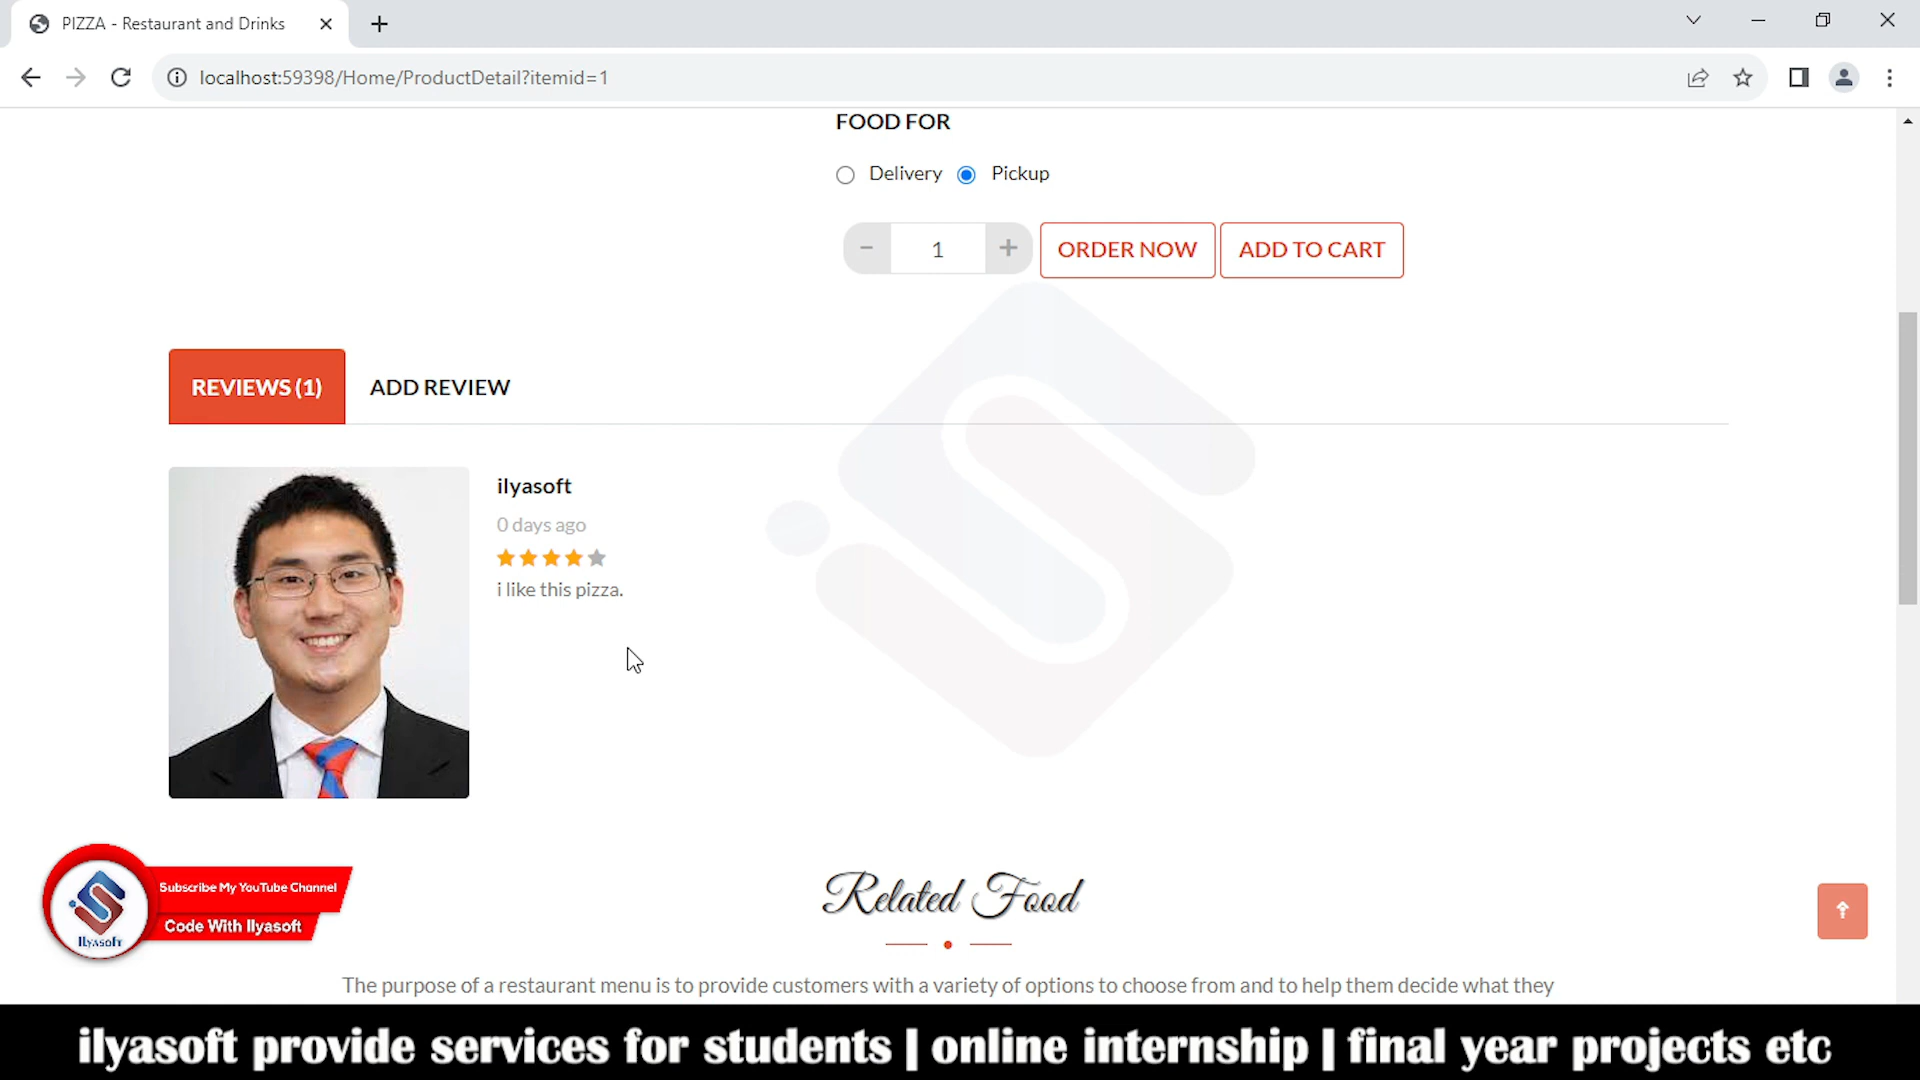 PIZZA - Restaurant and Drinks
localhost:59398/Home/ProductDetail?itemid=1
FOOD FOR
Delivery Pickup
− 1 + ORDER NOW ADD TO CART
REVIEWS (1) ADD REVIEW
ilyasoft
0 days ago
i like this pizza.
Subscribe My YouTube Channel
Code With Ilyasoft
Ilyasoft
Related Food
The purpose of a restaurant menu is to provide customers with a variety of options to choose from and to help them decide what they
ilyasoft provide services for students | online internship | final year projects etc